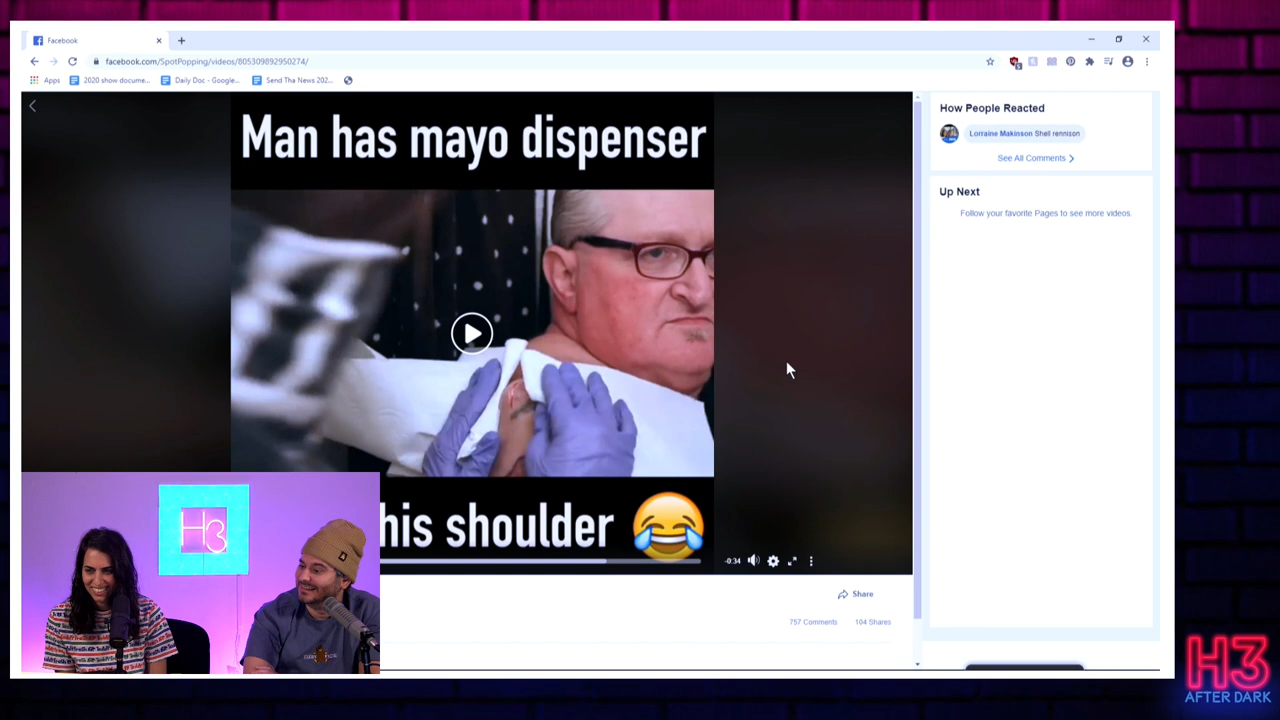 Facebook
facebook.com/SpotPopping/videos/805309892950274/
Apps
2020 show docume...
Daily Doc - Google...
Send Tha News 202...
Man has mayo dispenser
his shoulder 😂
-0:34
Share
757 Comments
104 Shares
How People Reacted
Lorraine Makinson Shell rennison
See All Comments
Up Next
Follow your favorite Pages to see more videos.
H3
H3
AFTER DARK